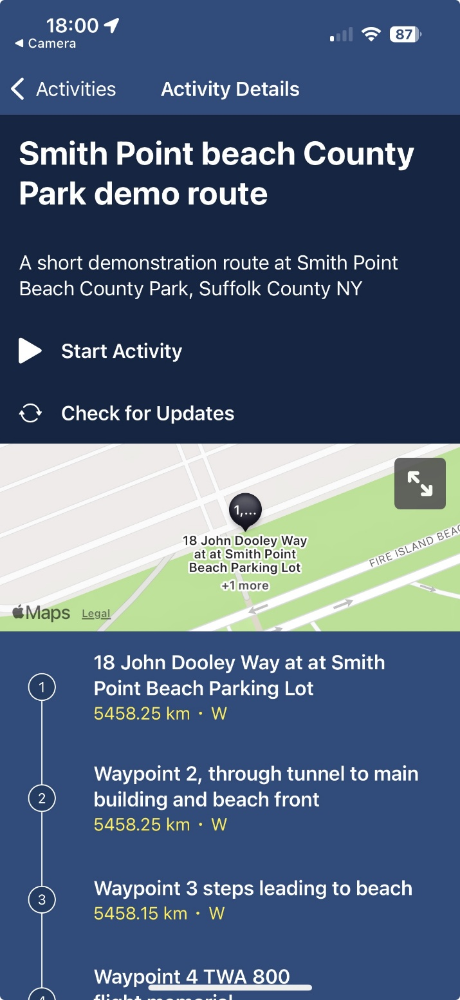 18:00
87
◀ Camera
Activities
Activity Details
Smith Point beach County
Park demo route
A short demonstration route at Smith Point
Beach County Park, Suffolk County NY
Start Activity
Check for Updates
1,...
18 John Dooley Way
at at Smith Point
Beach Parking Lot
+1 more
FIRE ISLAND BEAC
Maps Legal
1
18 John Dooley Way at at Smith
Point Beach Parking Lot
5458.25 km · W
2
Waypoint 2, through tunnel to main
building and beach front
5458.25 km · W
3
Waypoint 3 steps leading to beach
5458.15 km · W
4
Waypoint 4 TWA 800
flight memorial